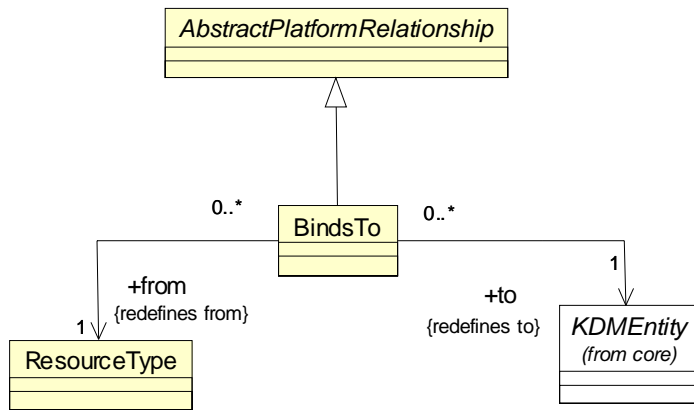 AbstractPlatformRelationship
0..*
BindsTo
0..*
+from
{redefines from}
1
+to
{redefines to}
1
ResourceType
KDMEntity
(from core)